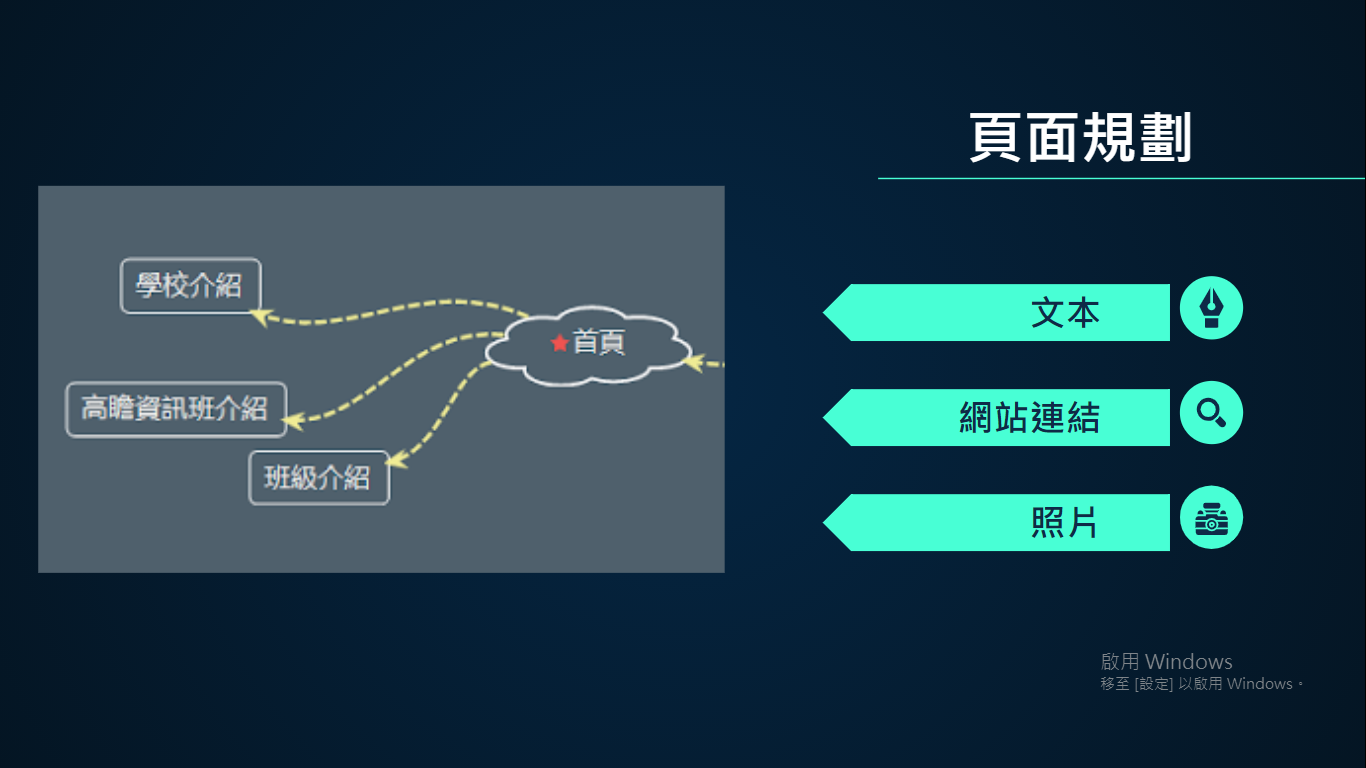 頁面規劃
學校介紹
首頁
高瞻資訊班介紹
班級介紹
文本
網站連結
照片
啟用 Windows
移至 [設定] 以啟用 Windows。